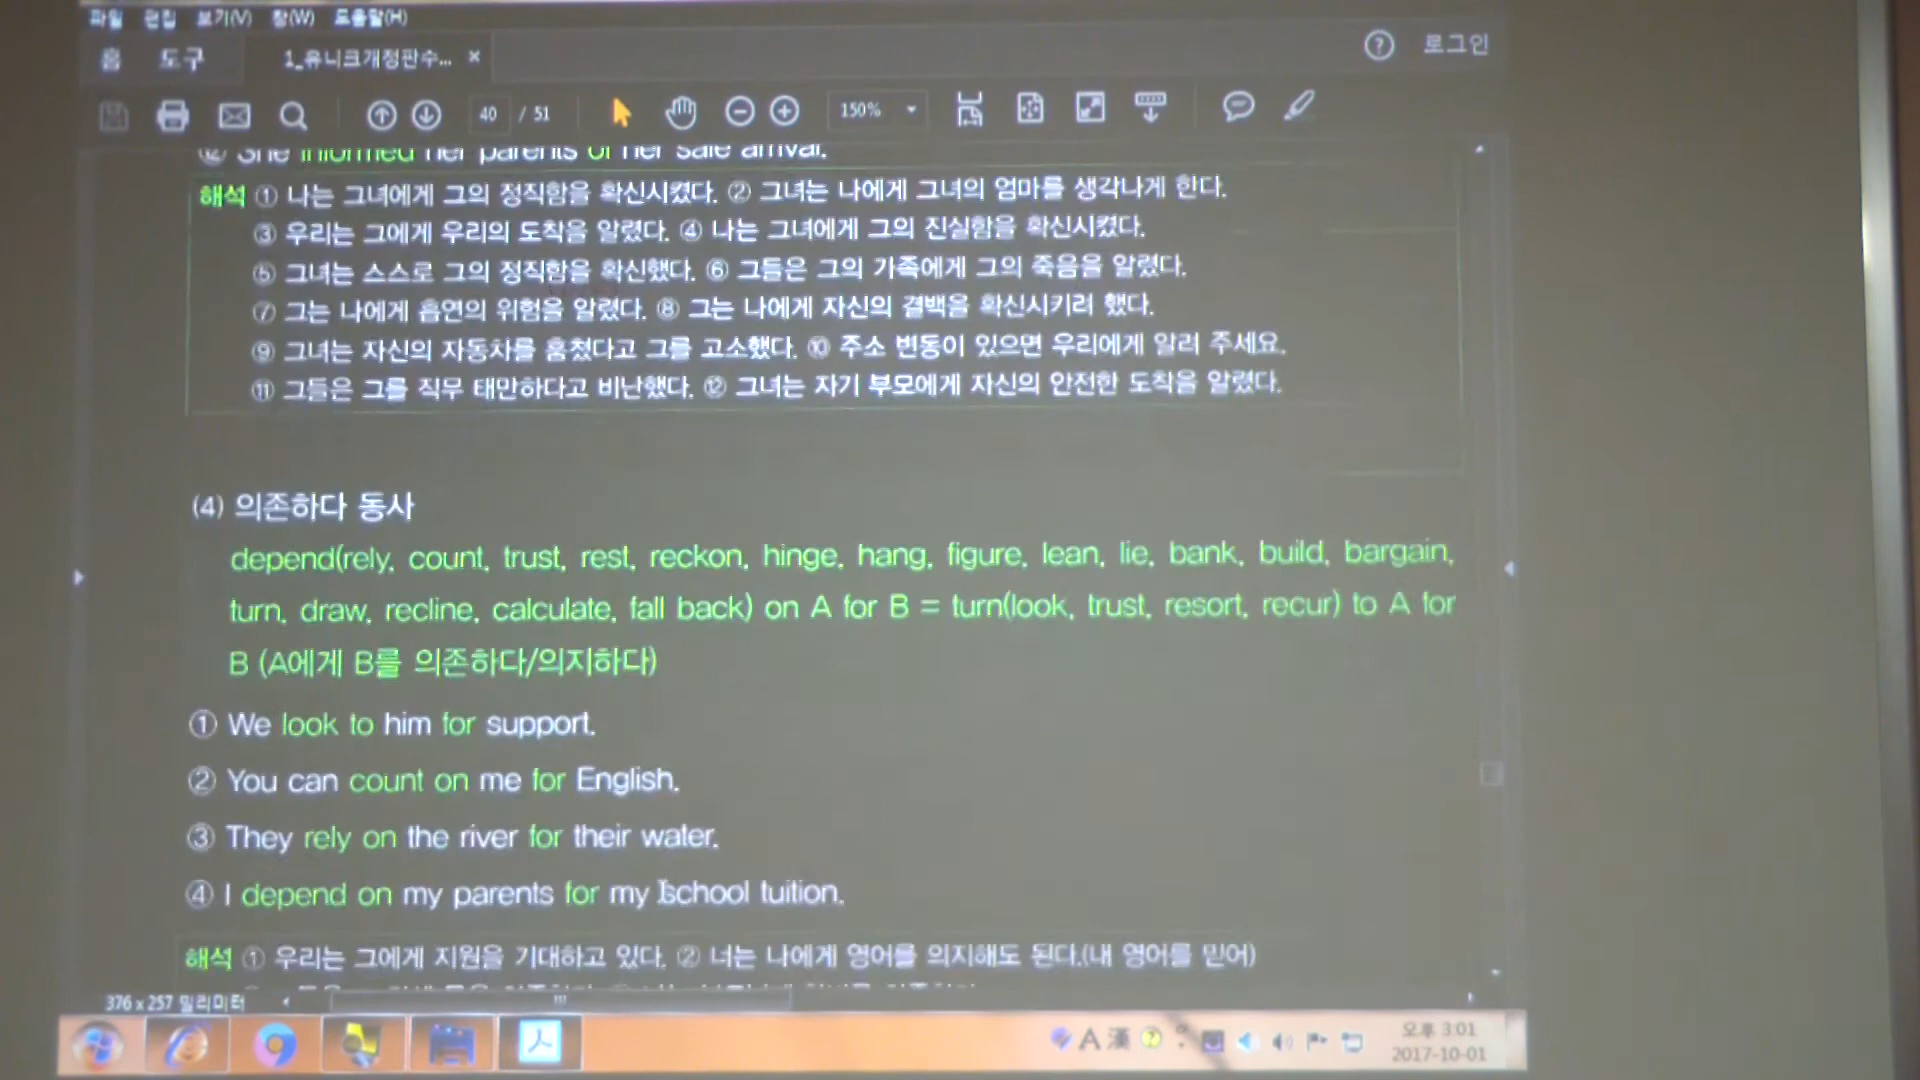 파일 편집 보기(V) 창(W) 도움말(H)
홈 도구 1_유니크개정판수... × ? 로그인
40 / 51 150%
⑫ She informed her parents of her safe arrival.
해석 ① 나는 그녀에게 그의 정직함을 확신시켰다. ② 그녀는 나에게 그녀의 엄마를 생각나게 한다.
③ 우리는 그에게 우리의 도착을 알렸다. ④ 나는 그녀에게 그의 진실함을 확신시켰다.
⑤ 그녀는 스스로 그의 정직함을 확신했다. ⑥ 그들은 그의 가족에게 그의 죽음을 알렸다.
⑦ 그는 나에게 흡연의 위험을 알렸다. ⑧ 그는 나에게 자신의 결백을 확신시키려 했다.
⑨ 그녀는 자신의 자동차를 훔쳤다고 그를 고소했다. ⑩ 주소 변동이 있으면 우리에게 알려 주세요.
⑪ 그들은 그를 직무 태만하다고 비난했다. ⑫ 그녀는 자기 부모에게 자신의 안전한 도착을 알렸다.
(4) 의존하다 동사
depend(rely, count, trust, rest, reckon, hinge, hang, figure, lean, lie, bank, build, bargain,
turn, draw, recline, calculate, fall back) on A for B = turn(look, trust, resort, recur) to A for
B (A에게 B를 의존하다/의지하다)
① We look to him for support.
② You can count on me for English.
③ They rely on the river for their water.
④ I depend on my parents for my school tuition.
해석 ① 우리는 그에게 지원을 기대하고 있다. ② 너는 나에게 영어를 의지해도 된다.(내 영어를 믿어)
376 x 257 밀리미터
A 漢 ? 오후 3:01
2017-10-01